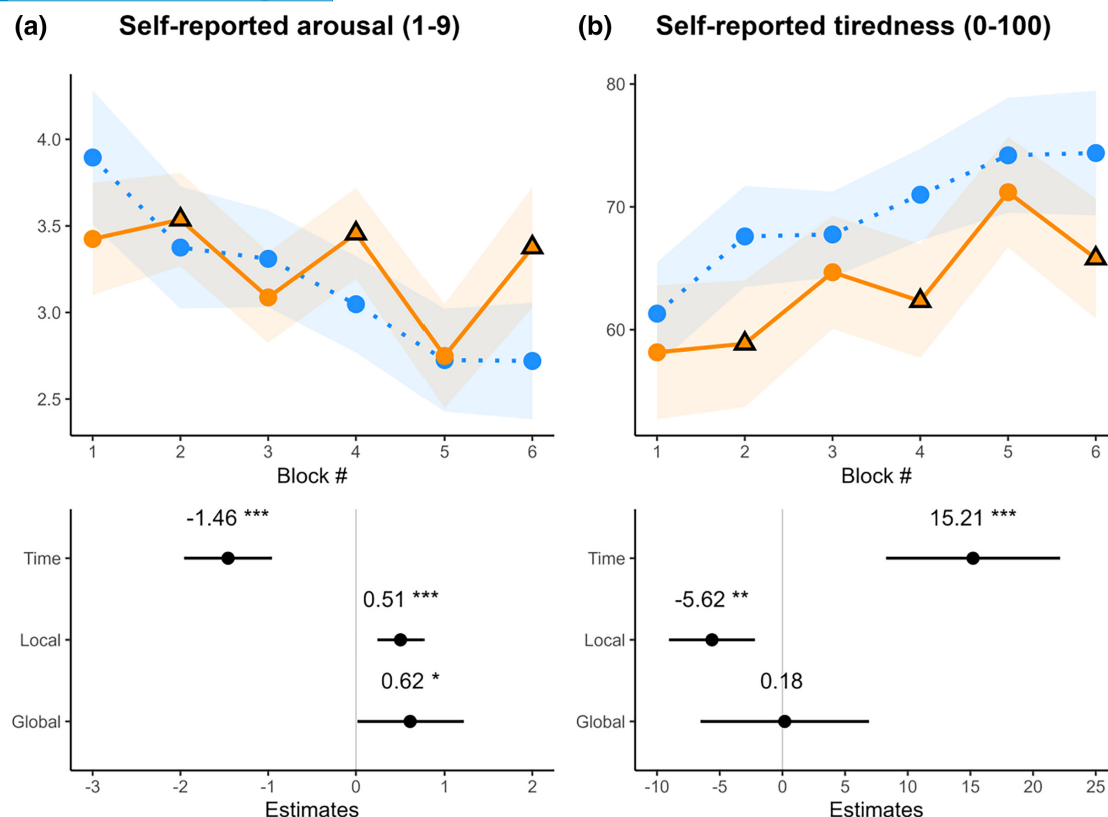 (a) Self-reported arousal (1-9)
4.0
3.5
3.0
2.5
1 2 3 4 5 6
Block #
-1.46 ***
Time
0.51 ***
Local
0.62 *
Global
-3 -2 -1 0 1 2
Estimates
(b) Self-reported tiredness (0-100)
80
70
60
1 2 3 4 5 6
Block #
15.21 ***
Time
-5.62 **
Local
0.18
Global
-10 -5 0 5 10 15 20 25
Estimates